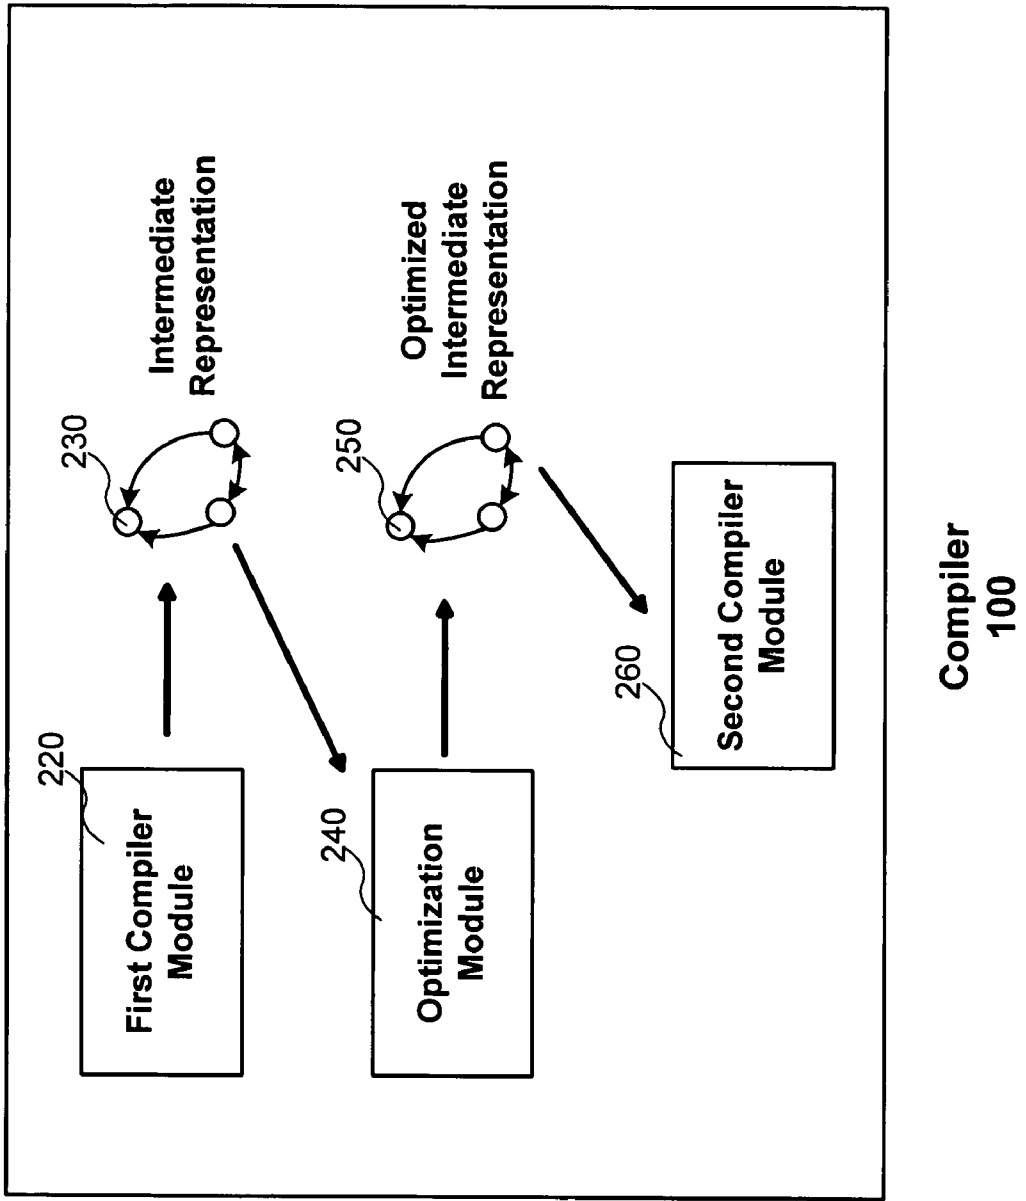 220
First Compiler
Module
230
Intermediate
Representation
240
Optimization
Module
250
Optimized
Intermediate
Representation
260
Second Compiler
Module
Compiler
100